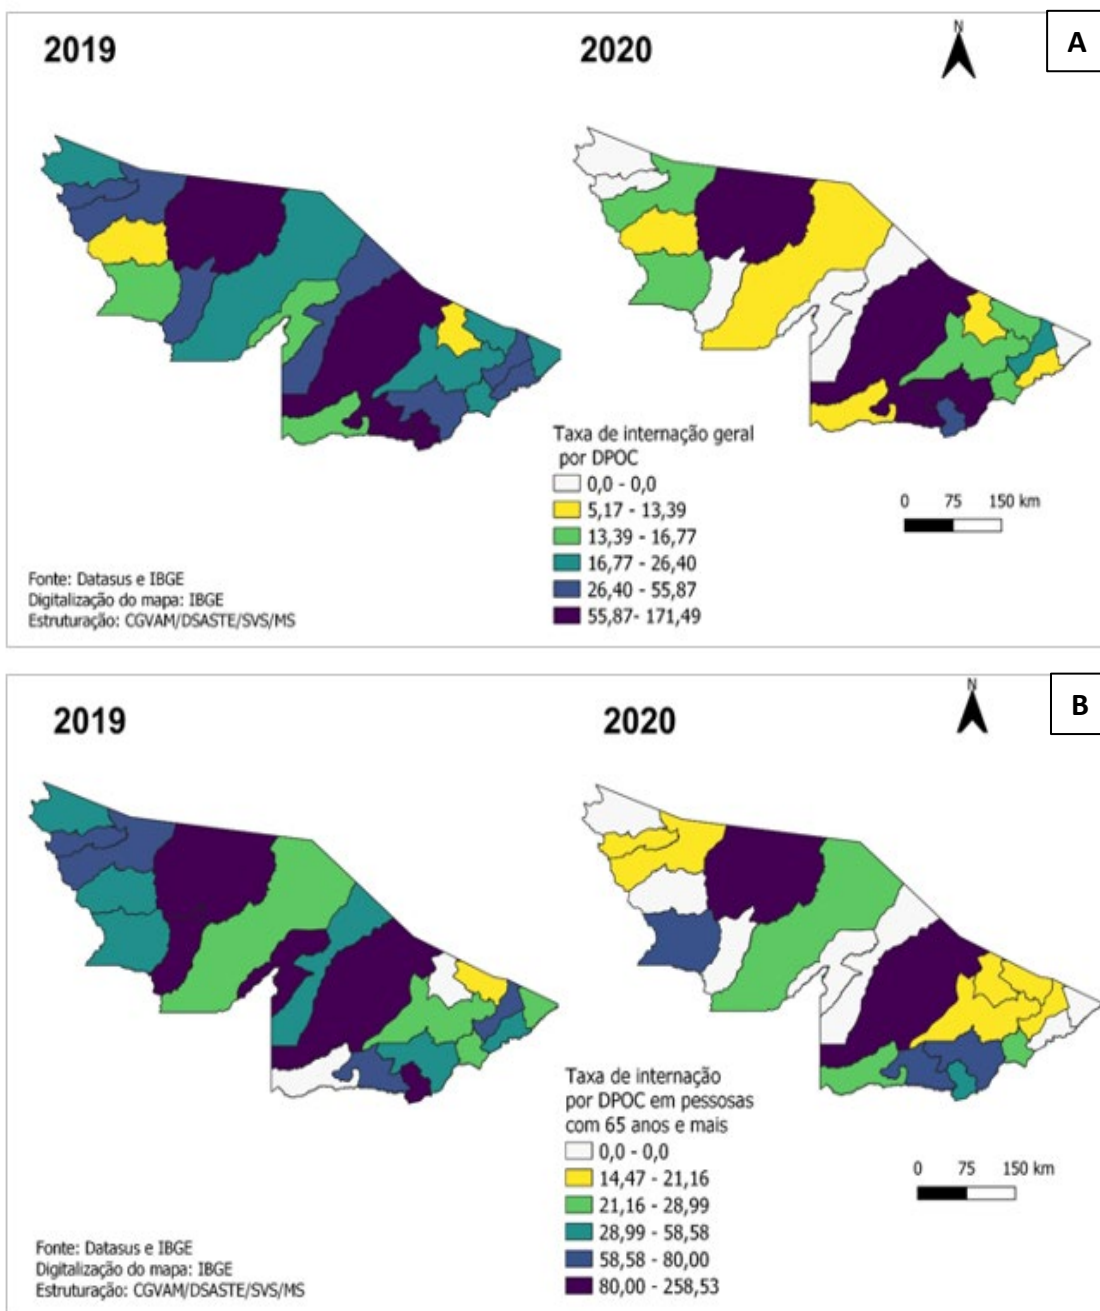 2019
2020
N
A
Taxa de internação geral
por DPOC
0,0 - 0,0
5,17 - 13,39
13,39 - 16,77
16,77 - 26,40
26,40 - 55,87
55,87- 171,49
0 75 150 km
Fonte: Datasus e IBGE
Digitalização do mapa: IBGE
Estruturação: CGVAM/DSASTE/SVS/MS
2019
2020
N
B
Taxa de internação
por DPOC em pessosas
com 65 anos e mais
0,0 - 0,0
14,47 - 21,16
21,16 - 28,99
28,99 - 58,58
58,58 - 80,00
80,00 - 258,53
0 75 150 km
Fonte: Datasus e IBGE
Digitalização do mapa: IBGE
Estruturação: CGVAM/DSASTE/SVS/MS